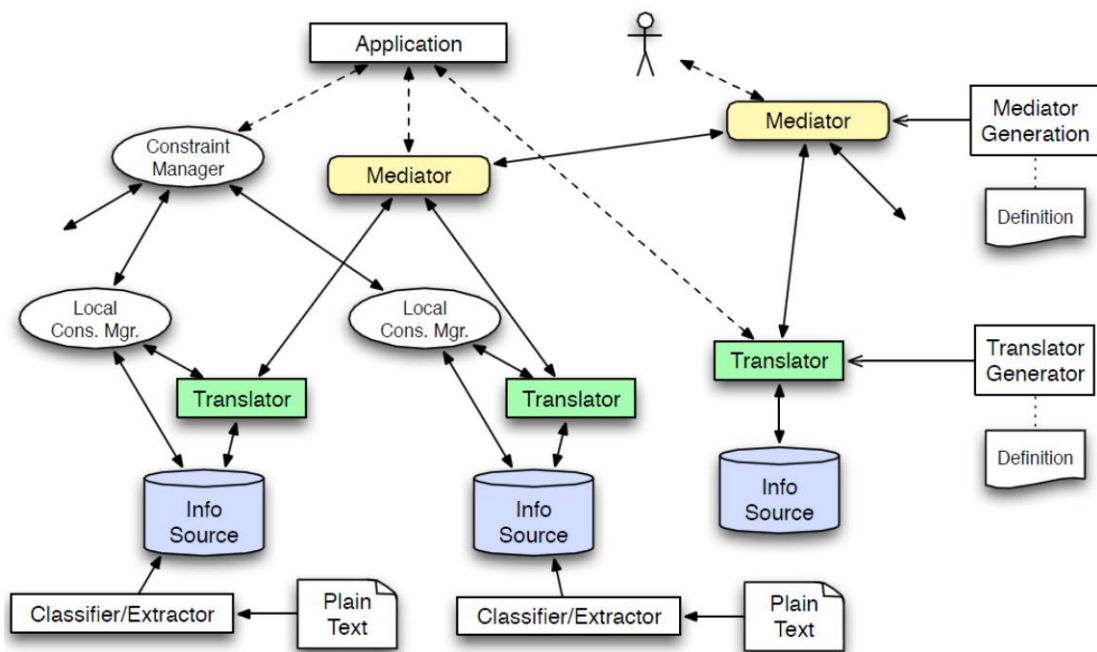 Application
Mediator
Mediator
Generation
Constraint
Manager
Mediator
Definition
Local
Cons. Mgr.
Local
Cons. Mgr.
Translator
Translator
Generator
Translator
Translator
Definition
Info
Source
Info
Source
Info
Source
Classifier/Extractor
Plain
Text
Classifier/Extractor
Plain
Text